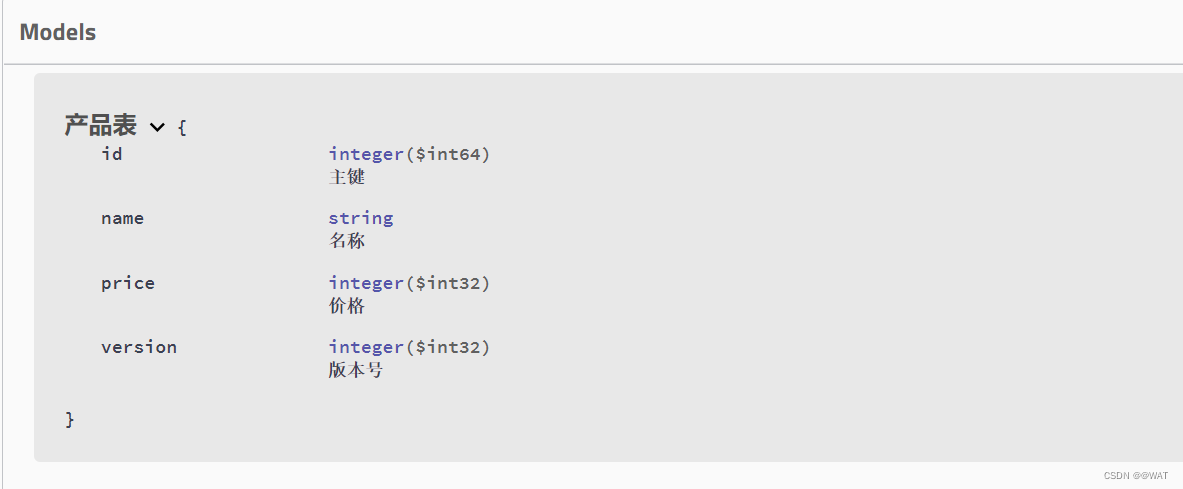 Models
产品表 {
id integer($int64)
主键
name string
名称
price integer($int32)
价格
version integer($int32)
版本号
}
CSDN @@WAT